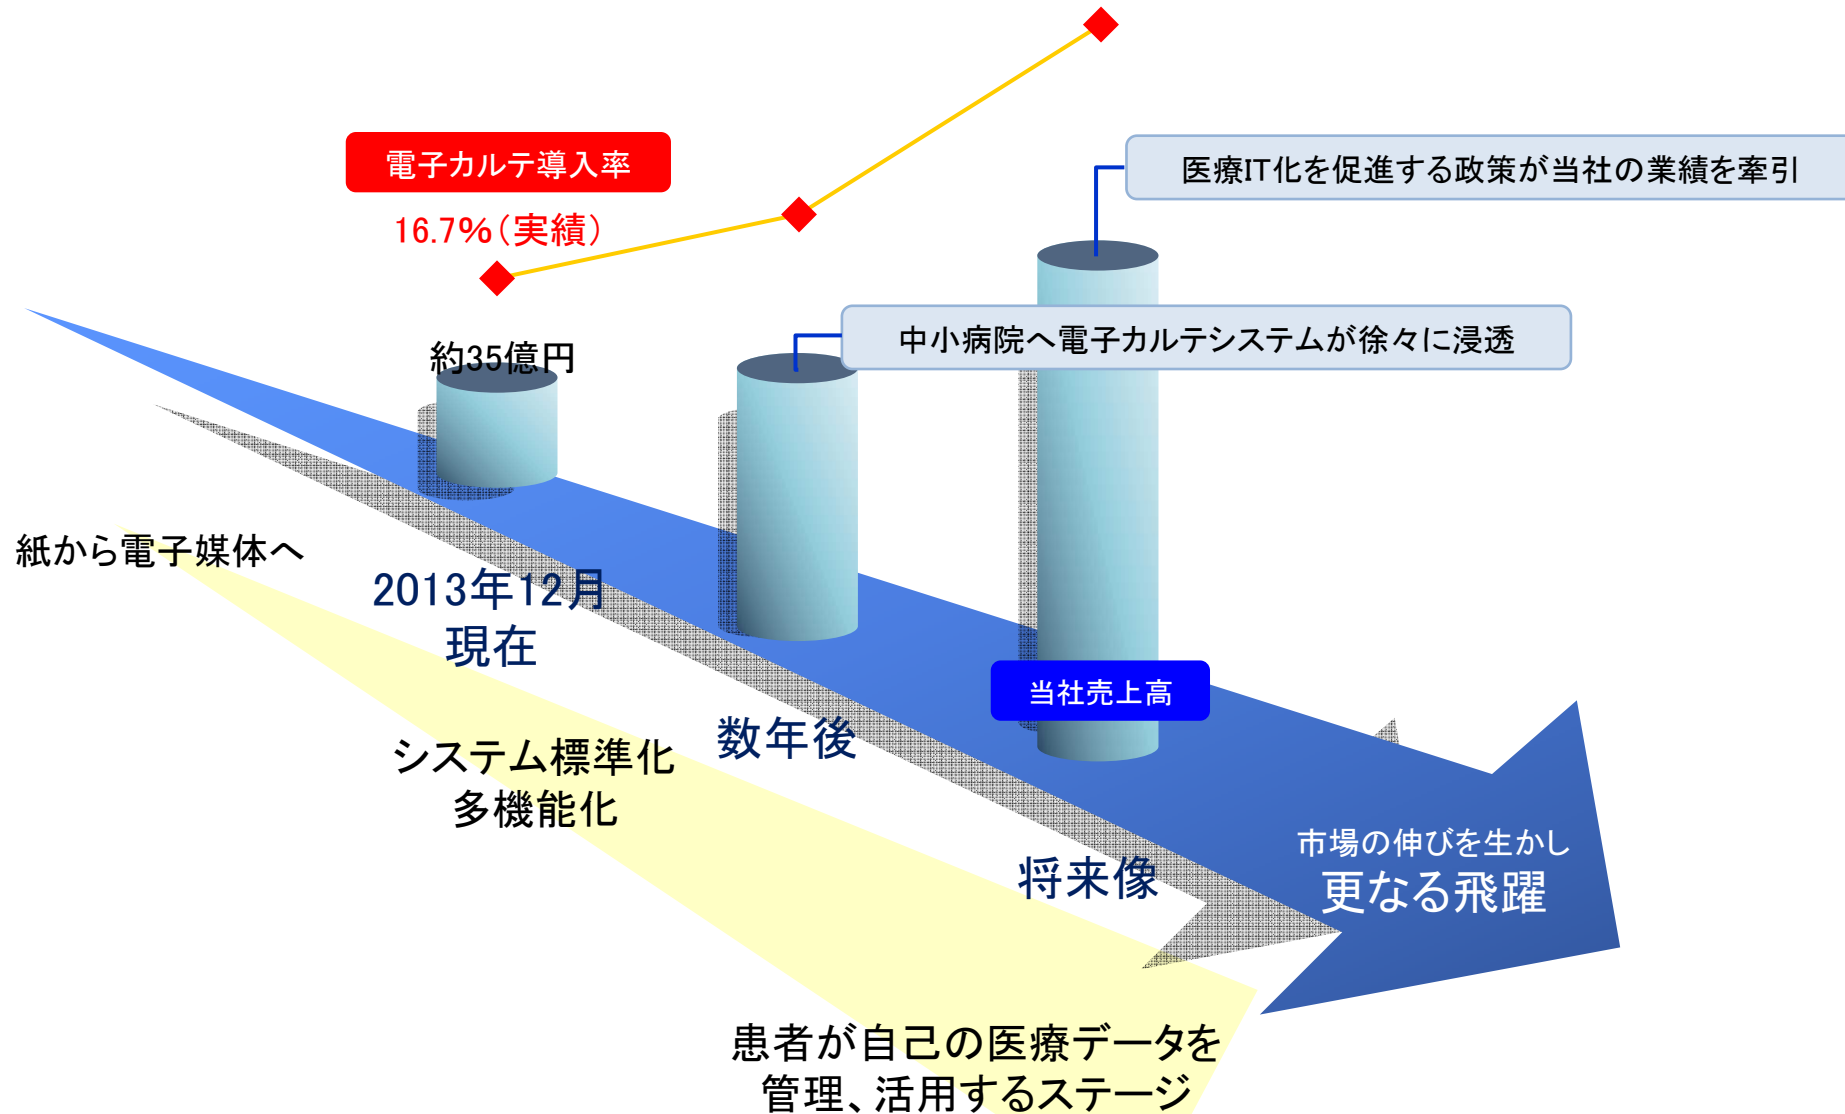 電子カルテ導入率
16.7%(実績)
医療IT化を促進する政策が当社の業績を牽引
中小病院へ電子カルテシステムが徐々に浸透
約35億円
紙から電子媒体へ
2013年12月
現在
当社売上高
数年後
システム標準化
多機能化
将来像
市場の伸びを生かし
更なる飛躍
患者が自己の医療データを
管理、活用するステージ